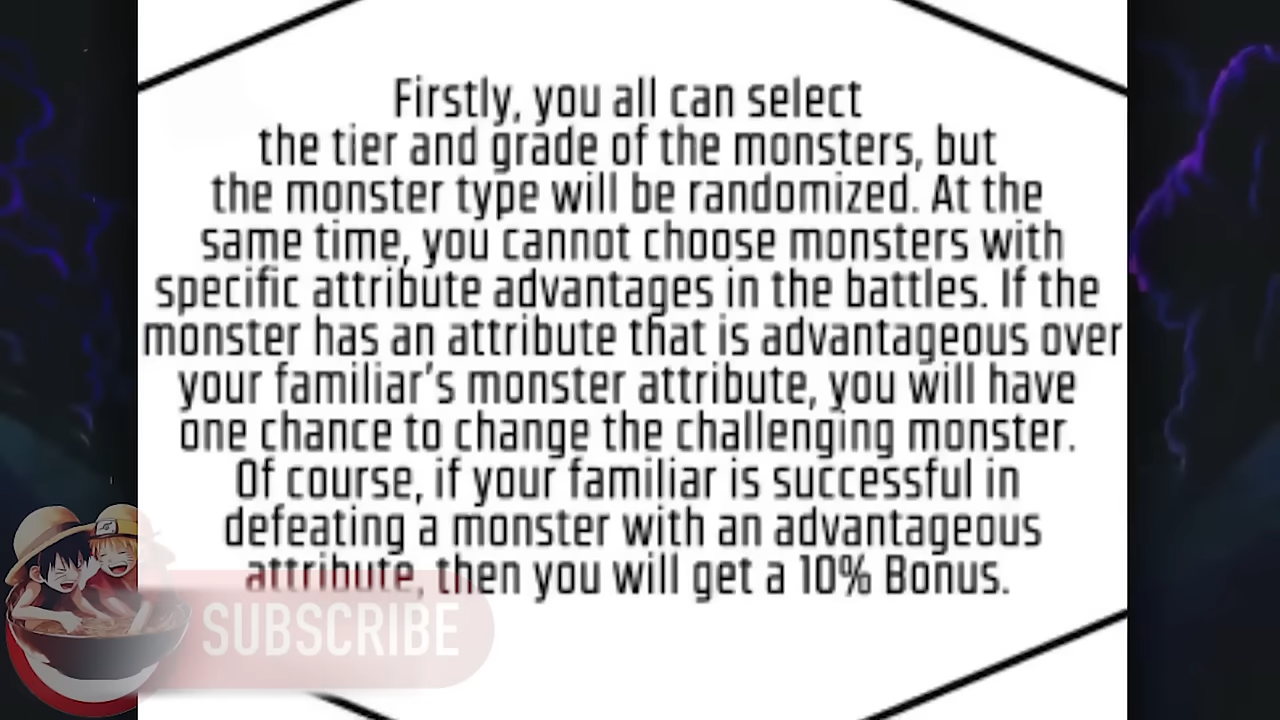 Firstly, you all can select
the tier and grade of the monsters, but
the monster type will be randomized. At the
same time, you cannot choose monsters with
specific attribute advantages in the battles. If the
monster has an attribute that is advantageous over
your familiar's monster attribute, you will have
one chance to change the challenging monster.
Of course, if your familiar is successful in
defeating a monster with an advantageous
attribute, then you will get a 10% Bonus.
SUBSCRIBE